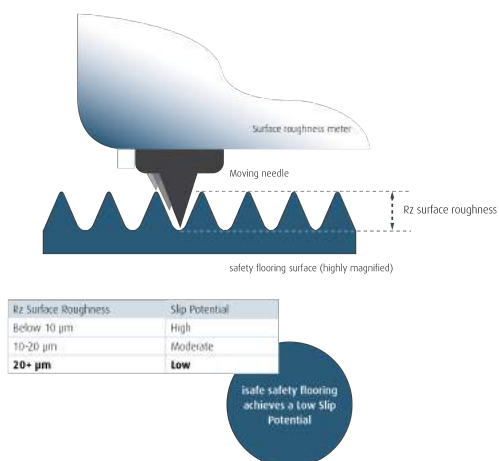 Surface roughness meter
Moving needle
Rz surface roughness
safety flooring surface (highly magnified)
Rz Surface Roughness Slip Potential
Below 10 µm High
10-20 µm Moderate
20+ µm Low
isafe safety flooring
achieves a Low Slip
Potential